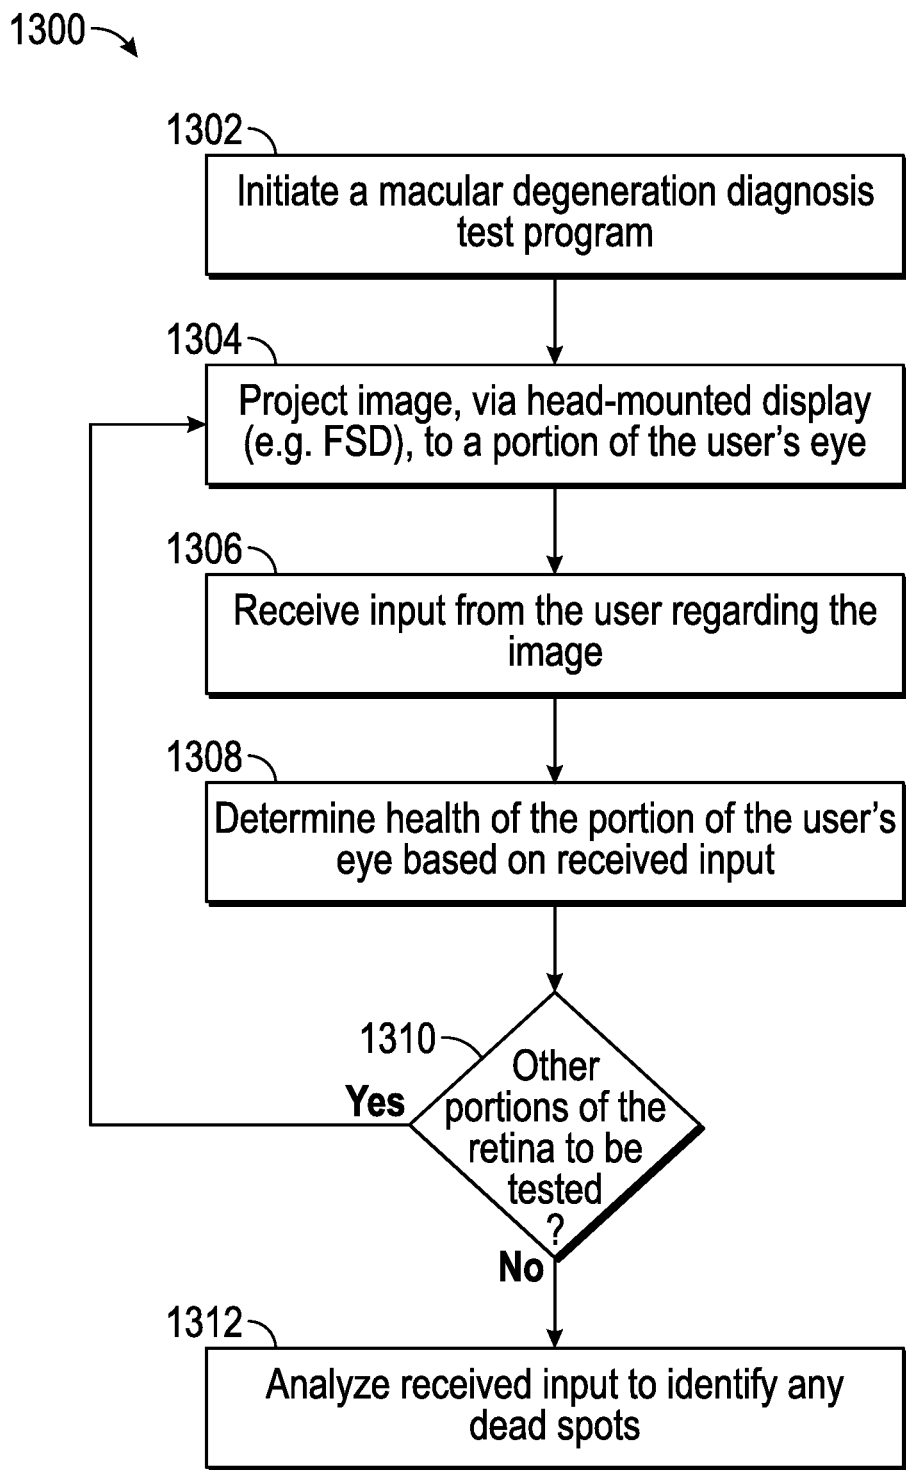 1300
1302
Initiate a macular degeneration diagnosis
test program
1304
Project image, via head-mounted display
(e.g. FSD), to a portion of the user's eye
1306
Receive input from the user regarding the
image
1308
Determine health of the portion of the user's
eye based on received input
1310
Other
portions of the
retina to be
tested
?
Yes
No
1312
Analyze received input to identify any
dead spots